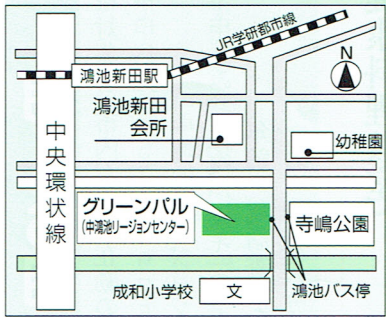 JR学研都市線
N
鴻池新田駅
鴻池新田
会所
幼稚園
中央環状線
グリーンパル
(中鴻池リージョンセンター)
寺嶋公園
成和小学校
文
鴻池バス停